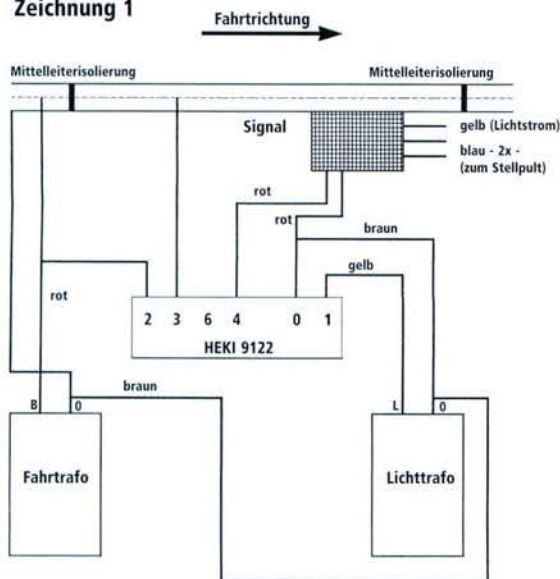 Zeichnung 1
Fahrtrichtung
Mittelleiterisolierung
Mittelleiterisolierung
Signal
gelb (Lichtstrom)
blau - 2x -
(zum Stellpult)
rot
rot
braun
gelb
rot
2 3 6 4 0 1
HEKI 9122
braun
B 0
L 0
Fahrtrafo
Lichttrafo